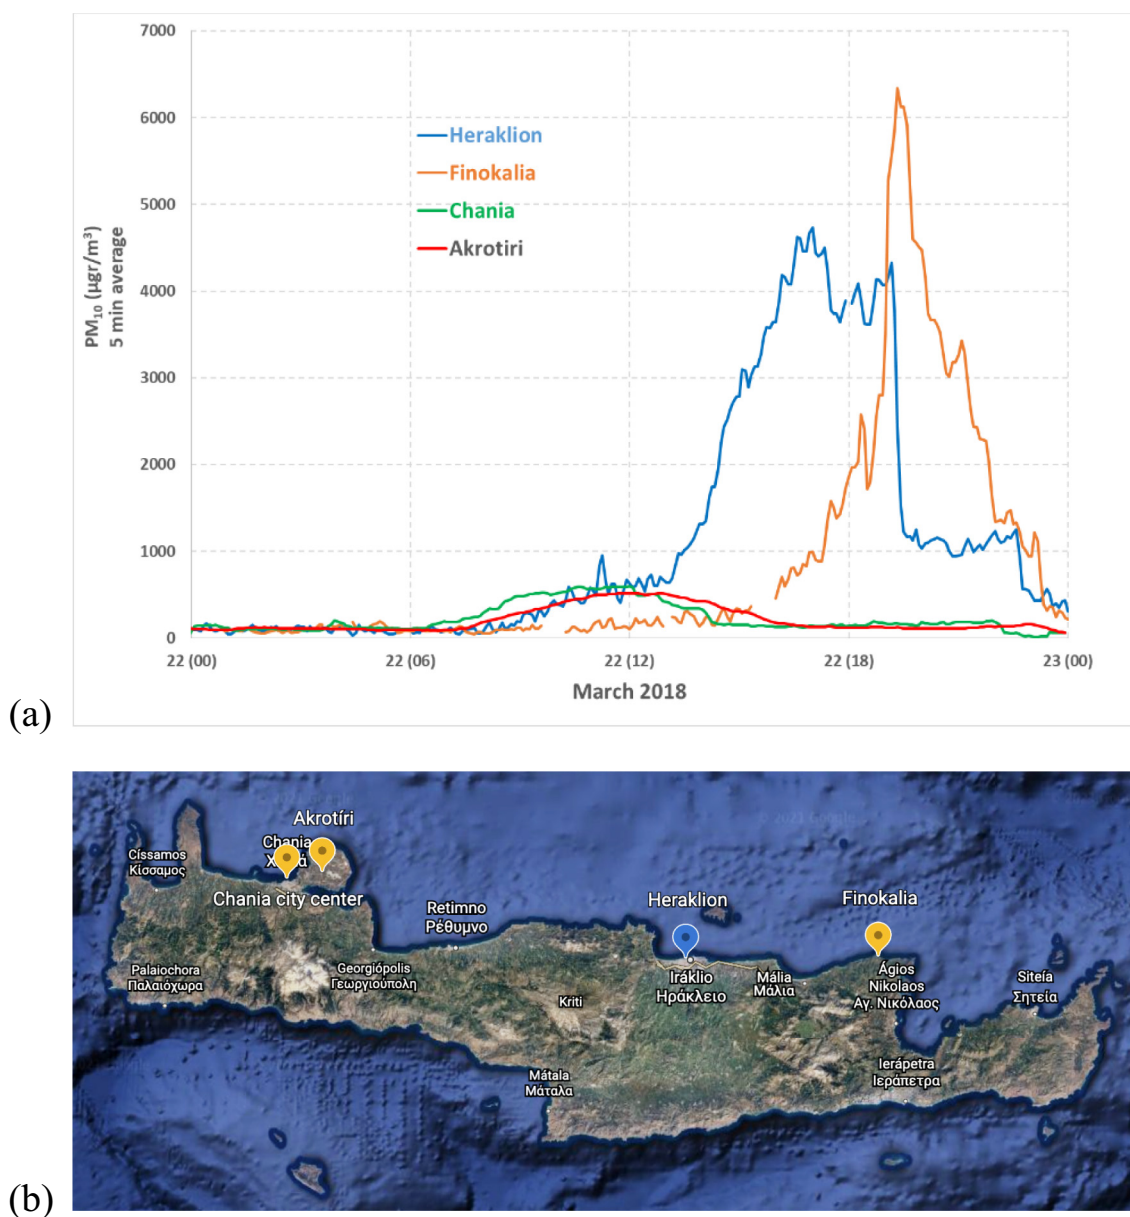 7000
6000
5000
4000
3000
2000
1000
0
PM10 (μgr/m³)
5 min average
Heraklion
Finokalia
Chania
Akrotiri
22 (00)
22 (06)
22 (12)
22 (18)
23 (00)
March 2018
(a)
Akrotíri
Chania
Císsamos
Κίσσαμος
Chania city center
Retimno
Ρέθυμνο
Heraklion
Finokalia
Palaiochora
Παλαιόχωρα
Georgiópolis
Γεωργιούπολη
Kriti
Iráklio
Ηράκλειο
Mália
Μάλια
Ágios
Nikolaos
Αγ. Νικόλαος
Siteía
Σητεία
Mátala
Μάταλα
Ierápetra
Ιεράπετρα
(b)